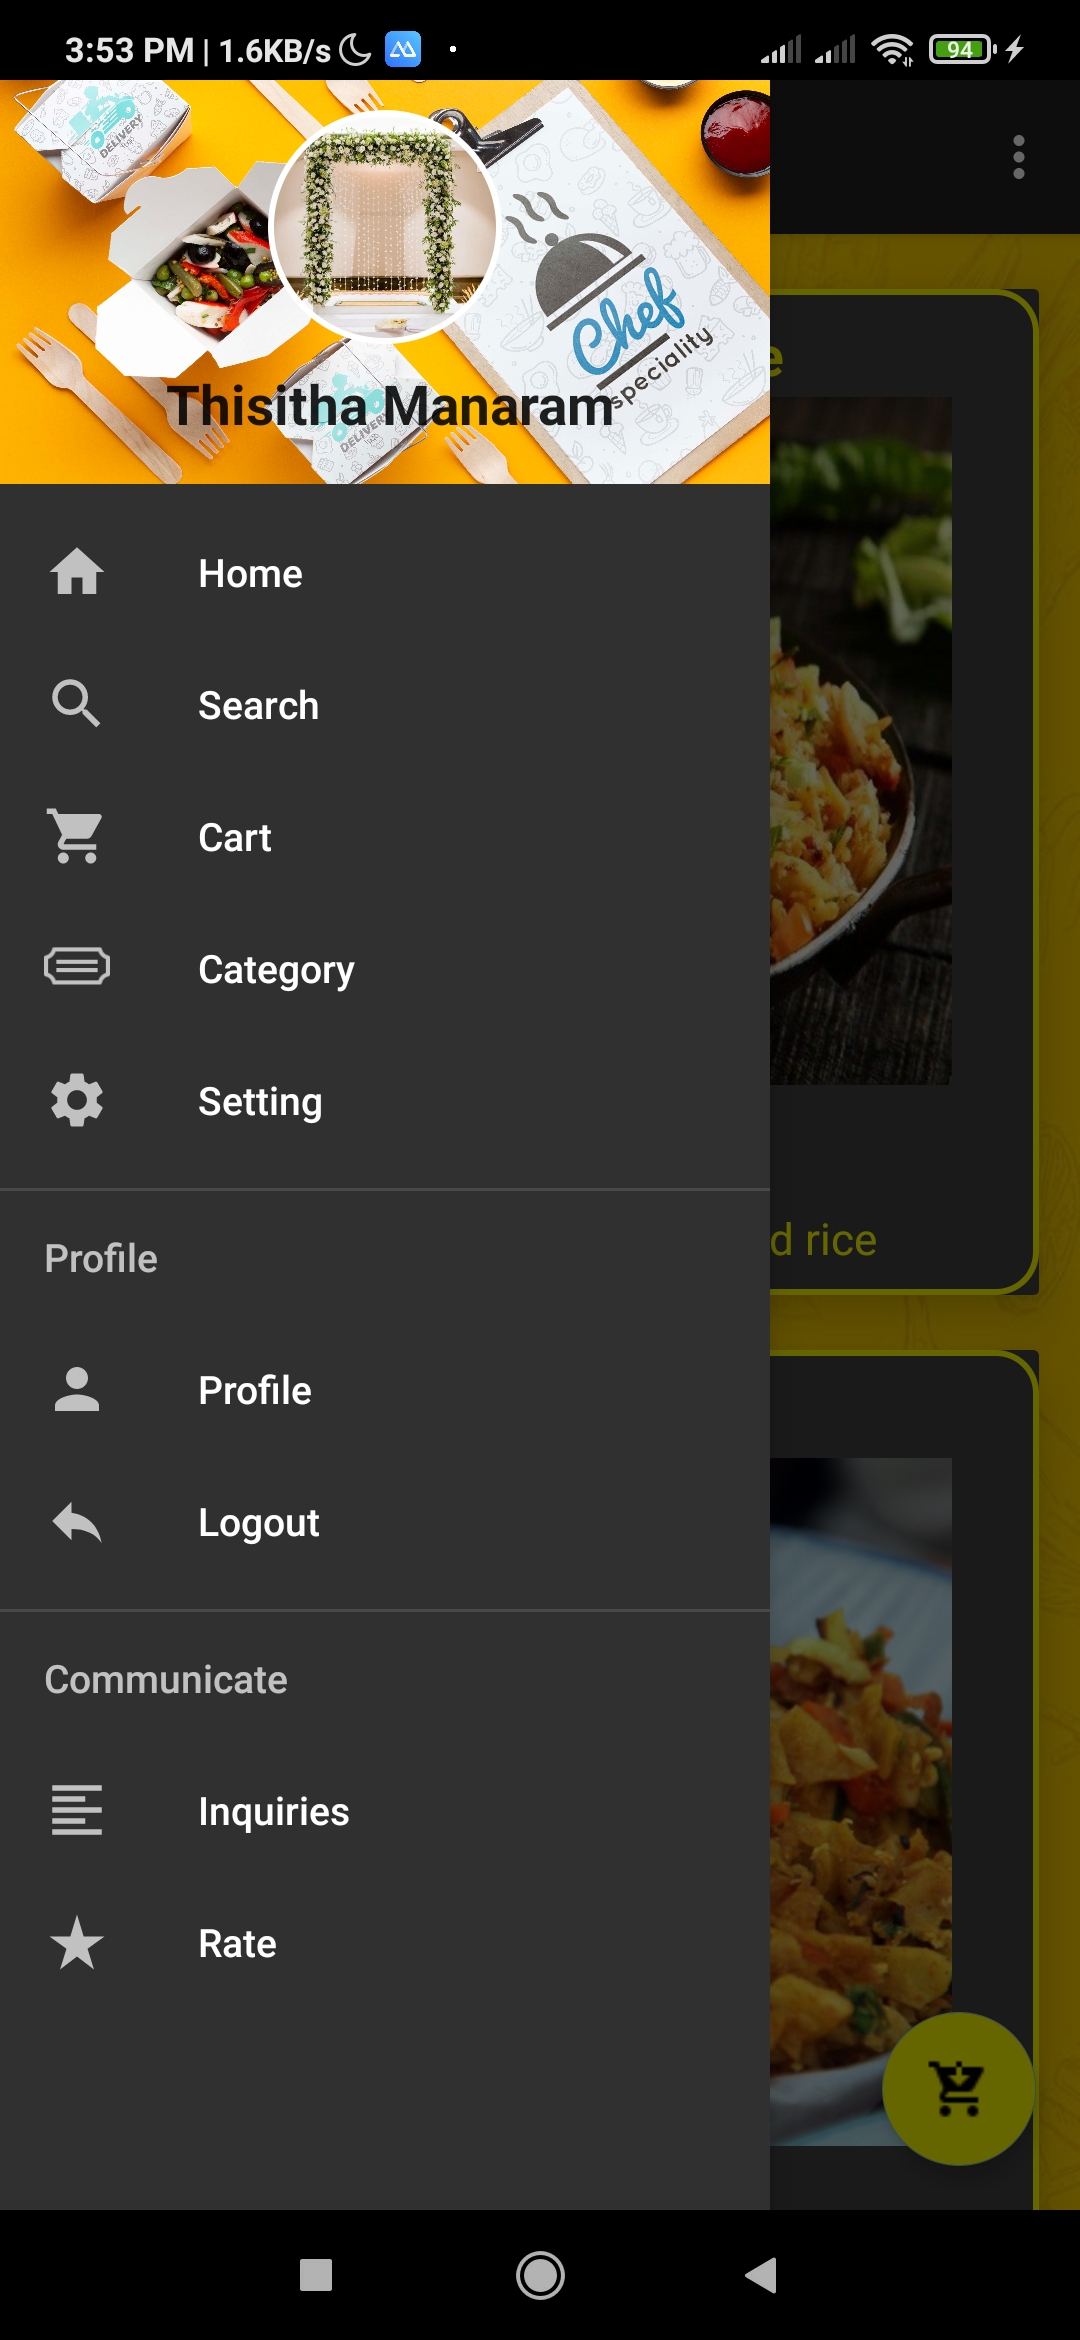 3:53 PM | 1.6KB/s
94
DELIVERY
Chef
speciality
DELIVERY
Thisitha Manaram
Home
Search
Cart
Category
Setting
d rice
Profile
Profile
Logout
Communicate
Inquiries
Rate